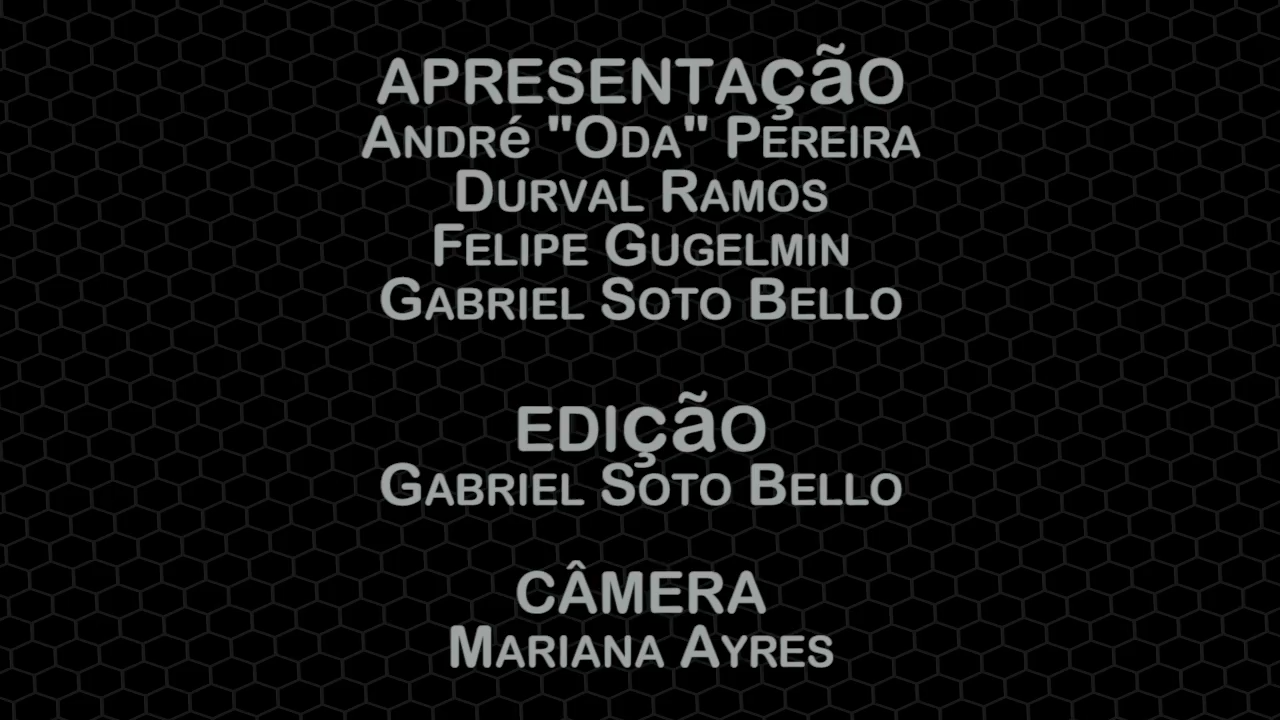 APRESENTAçãO
André "Oda" Pereira
Durval Ramos
Felipe Gugelmin
Gabriel Soto Bello
EDIçãO
Gabriel Soto Bello
CÂMERA
Mariana Ayres